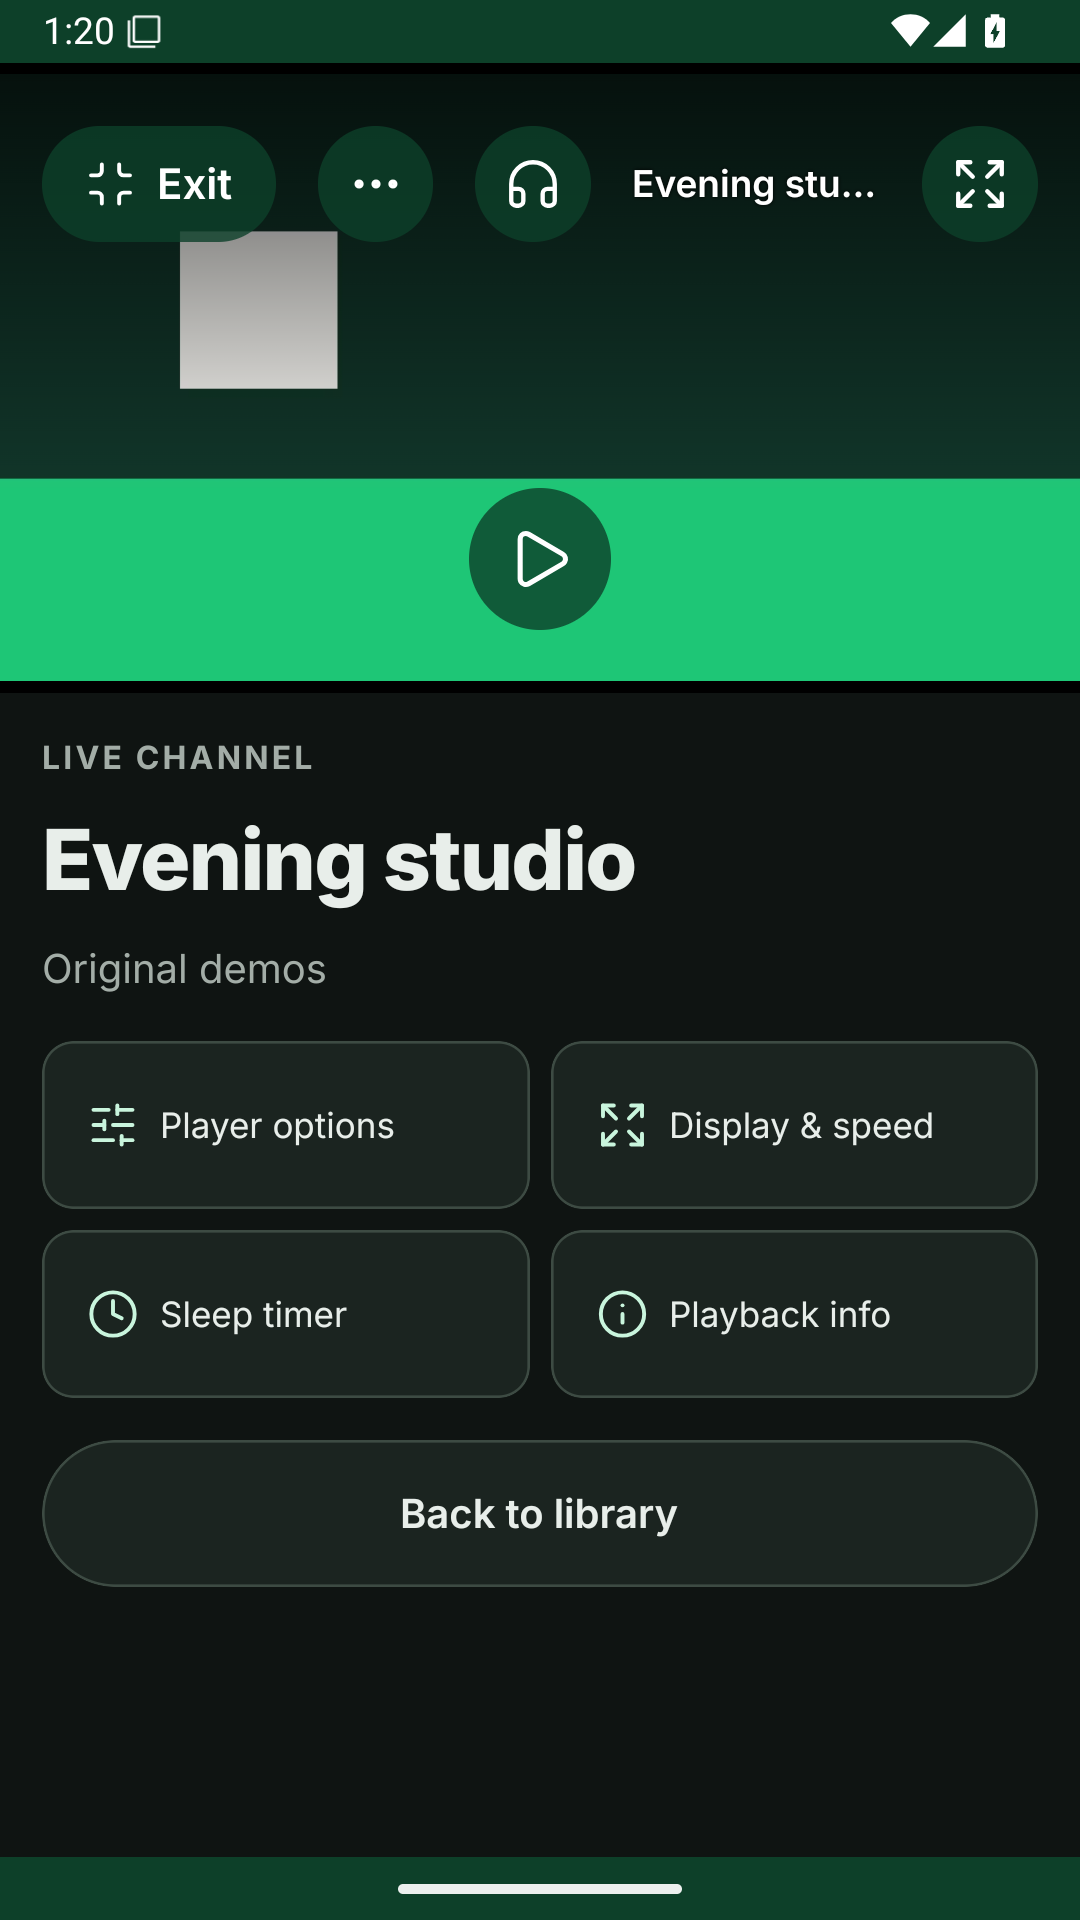 1:20
Exit
Evening stu...
LIVE CHANNEL
Evening studio
Original demos
Player options
Display & speed
Sleep timer
Playback info
Back to library